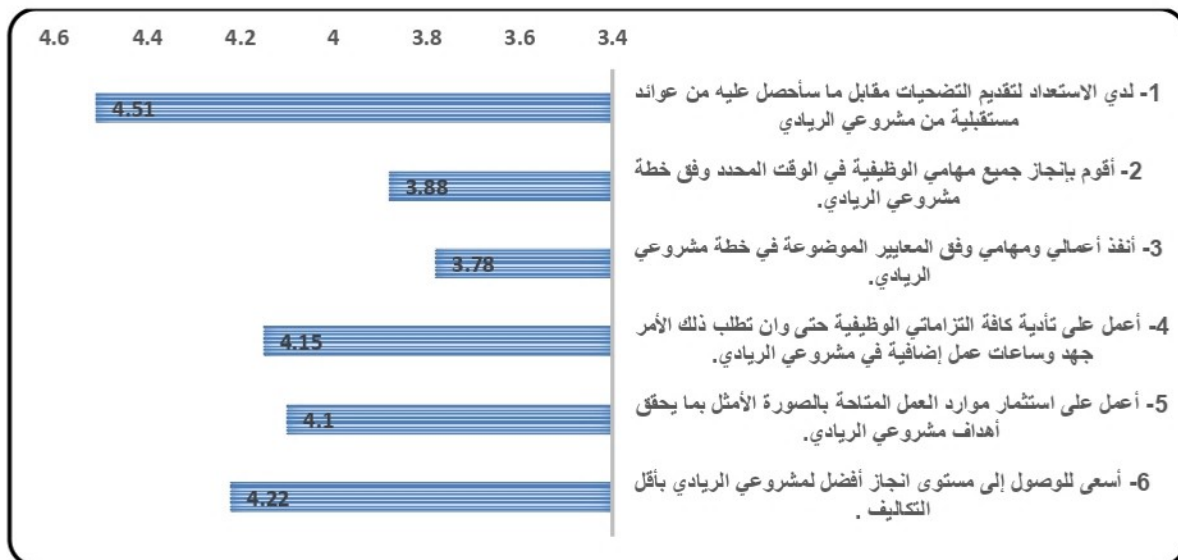 4.6 4.4 4.2 4 3.8 3.6 3.4
1- لدي الاستعداد لتقديم التضحيات مقابل ما سأحصل عليه من عوائد
مستقبلية من مشروعي الريادي
4.51
2- أقوم بإنجاز جميع مهامي الوظيفية في الوقت المحدد وفق خطة
مشروعي الريادي.
3.88
3- أنفذ أعمالي ومهامي وفق المعايير الموضوعة في خطة مشروعي
الريادي.
3.78
4- أعمل على تأدية كافة التزاماتي الوظيفية حتى وان تطلب ذلك الأمر
جهد وساعات عمل إضافية في مشروعي الريادي.
4.15
5- أعمل على استثمار موارد العمل المتاحة بالصورة الأمثل بما يحقق
أهداف مشروعي الريادي.
4.1
6- أسعى للوصول إلى مستوى انجاز أفضل لمشروعي الريادي بأقل
التكاليف .
4.22